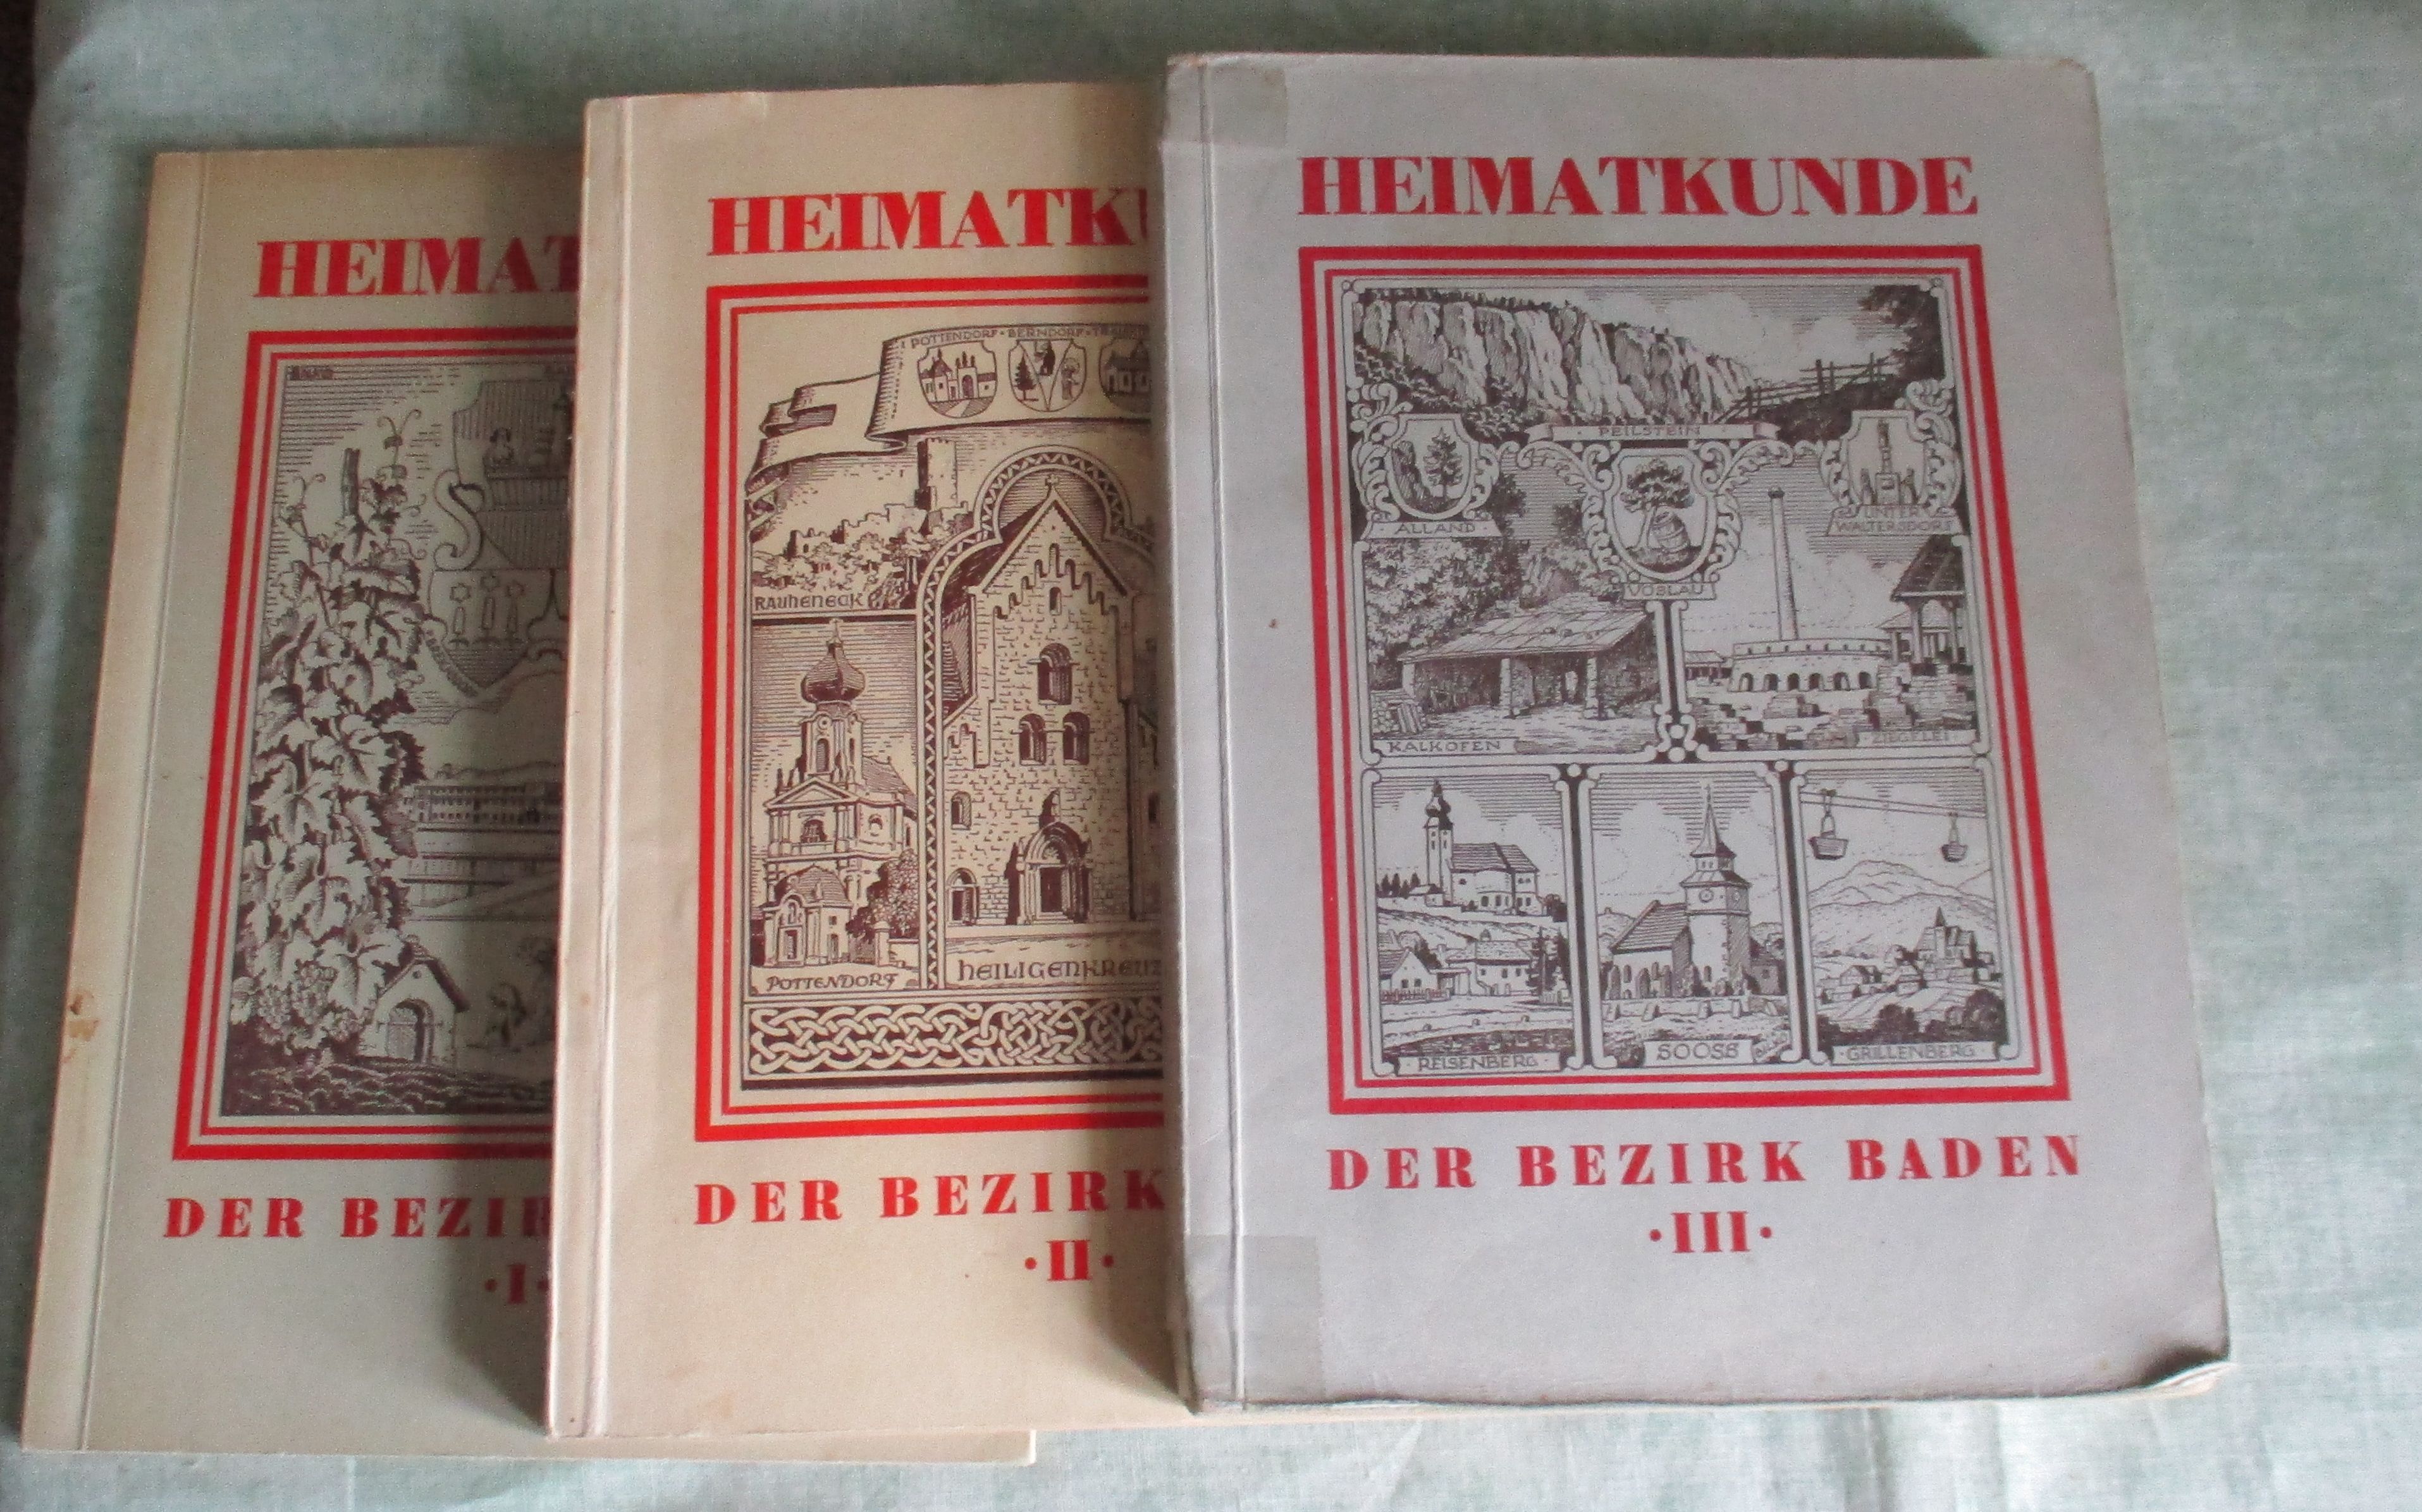 HEIMAT
DER BEZIR
·I·
HEIMATKU
POTTENDORF · BERNDORF ·
RAUHENECK
POTTENDORF
HEILIGENKREUZ
DER BEZIRK
·II·
HEIMATKUNDE
· PEILSTEIN ·
· ALLAND ·
UNTER
WALTERSDORF
VÖSLAU
KALKOFEN
ZIEGELEI
REISENBERG ·
SOOSS
· GRILLENBERG ·
DER BEZIRK BADEN
·III·